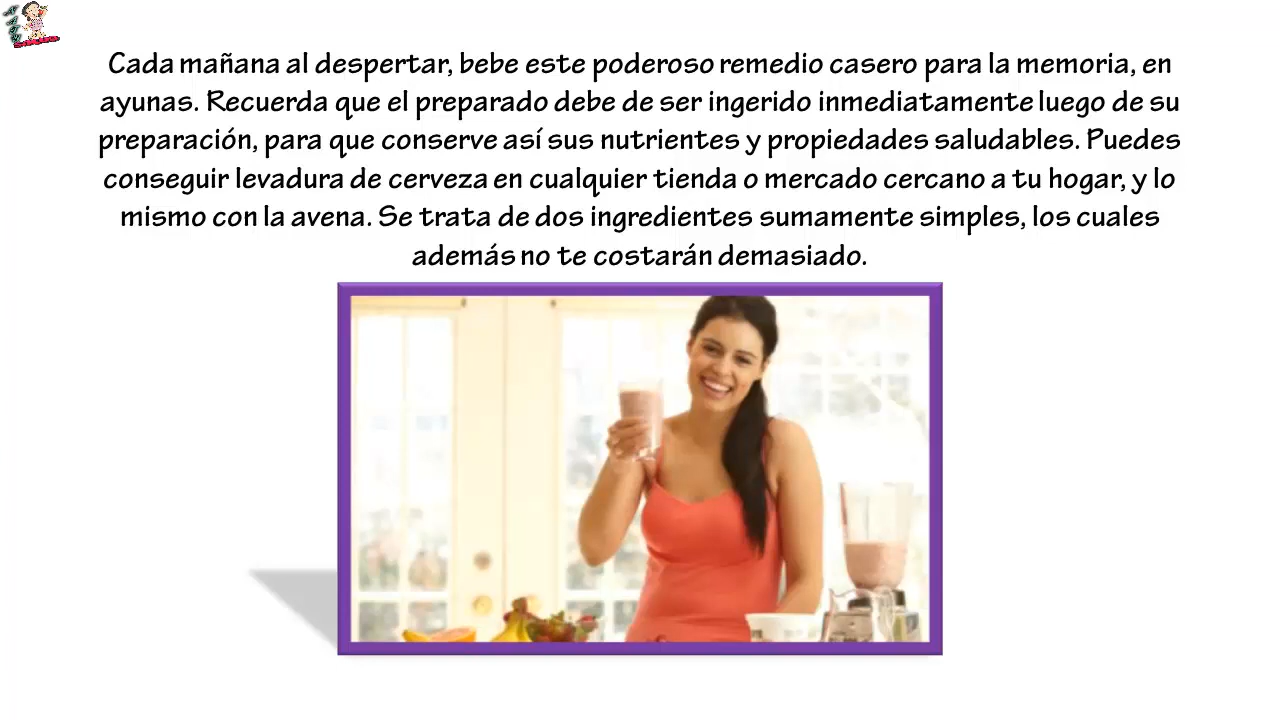 Cada mañana al despertar, bebe este poderoso remedio casero para la memoria, en
ayunas. Recuerda que el preparado debe de ser ingerido inmediatamente luego de su
preparación, para que conserve así sus nutrientes y propiedades saludables. Puedes
conseguir levadura de cerveza en cualquier tienda o mercado cercano a tu hogar, y lo
mismo con la avena. Se trata de dos ingredientes sumamente simples, los cuales
además no te costarán demasiado.